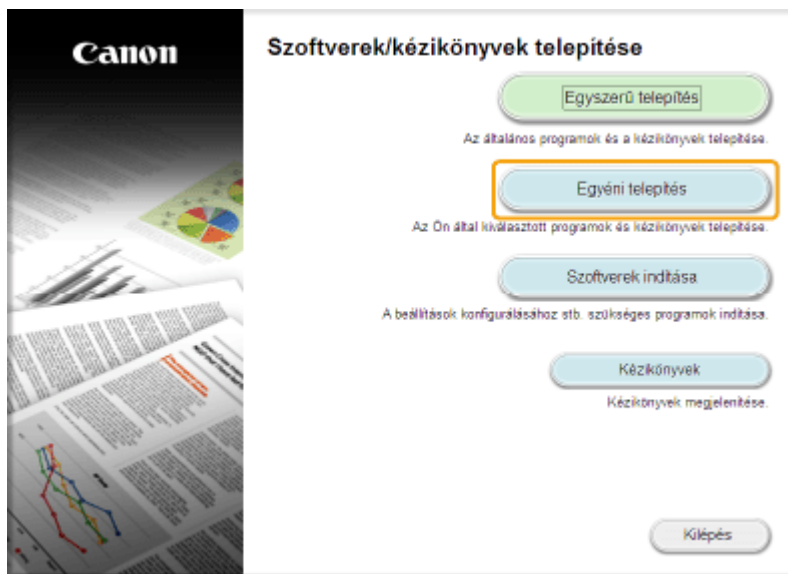 Canon
Szoftverek/kézikönyvek telepítése
Egyszerű telepítés
Az általános programok és a kézikönyvek telepítése.
Egyéni telepítés
Az Ön által kiválasztott programok és kézikönyvek telepítése.
Szoftverek indítása
A beállítások konfigurálásához stb. szükséges programok indítása.
Kézikönyvek
Kézikönyvek megjelenítése.
Kilépés